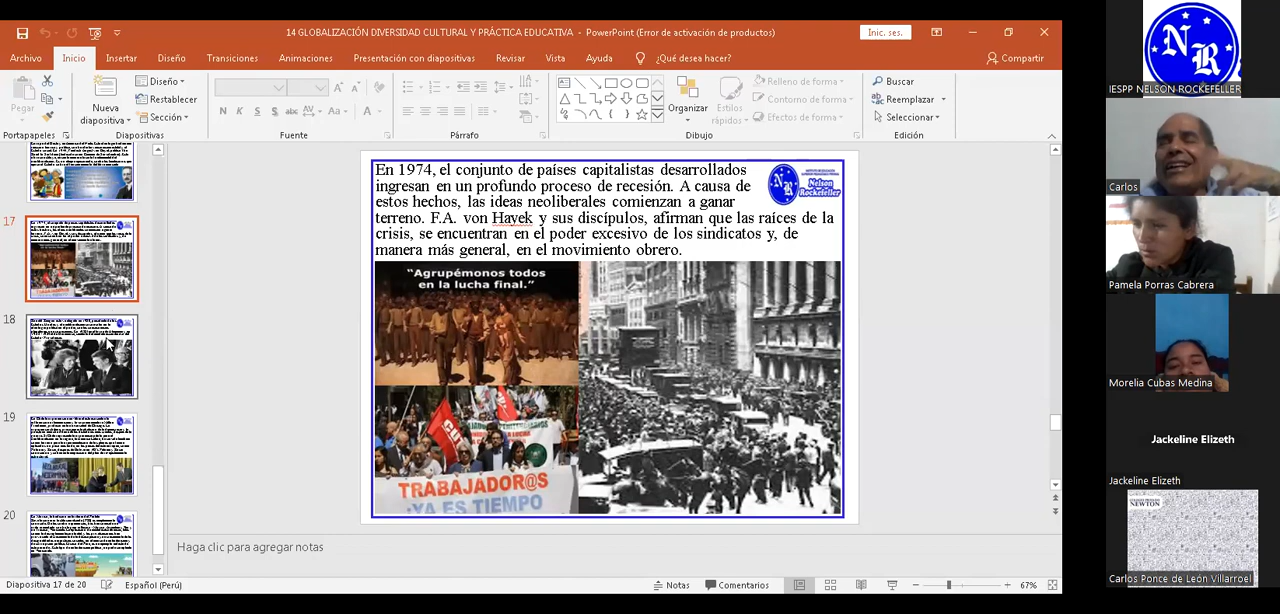 14 GLOBALIZACIÓN DIVERSIDAD CULTURAL Y PRÁCTICA EDUCATIVA - PowerPoint (Error de activación de productos)
Inic. ses.
Archivo Inicio Insertar Diseño Transiciones Animaciones Presentación con diapositivas Revisar Vista Ayuda ¿Qué desea hacer? Compartir
Pegar
Nueva diapositiva
Diseño
Restablecer
Sección
N K S S abc AV Aa A
Organizar
Estilos rápidos
Relleno de forma
Contorno de forma
Efectos de forma
Buscar
Reemplazar
Seleccionar
Portapapeles Diapositivas Fuente Párrafo Dibujo Edición
17
18
19
20
En 1974, el conjunto de países capitalistas desarrollados
ingresan en un profundo proceso de recesión. A causa de
estos hechos, las ideas neoliberales comienzan a ganar
terreno. F.A. von Hayek y sus discípulos, afirman que las raíces de la
crisis, se encuentran en el poder excesivo de los sindicatos y, de
manera más general, en el movimiento obrero.
NR
Nelson
Rockefeller
“Agrupémonos todos
en la lucha final.”
CUT
TRABAJADOR@S
YA ES TIEMPO
Haga clic para agregar notas
Diapositiva 17 de 20 Español (Perú) Notas Comentarios 67%
NR
IESPP NELSON ROCKEFELLER
Carlos
Pamela Porras Cabrera
Morelia Cubas Medina
Jackeline Elizeth
Jackeline Elizeth
NEWTON
Carlos Ponce de León Villarroel